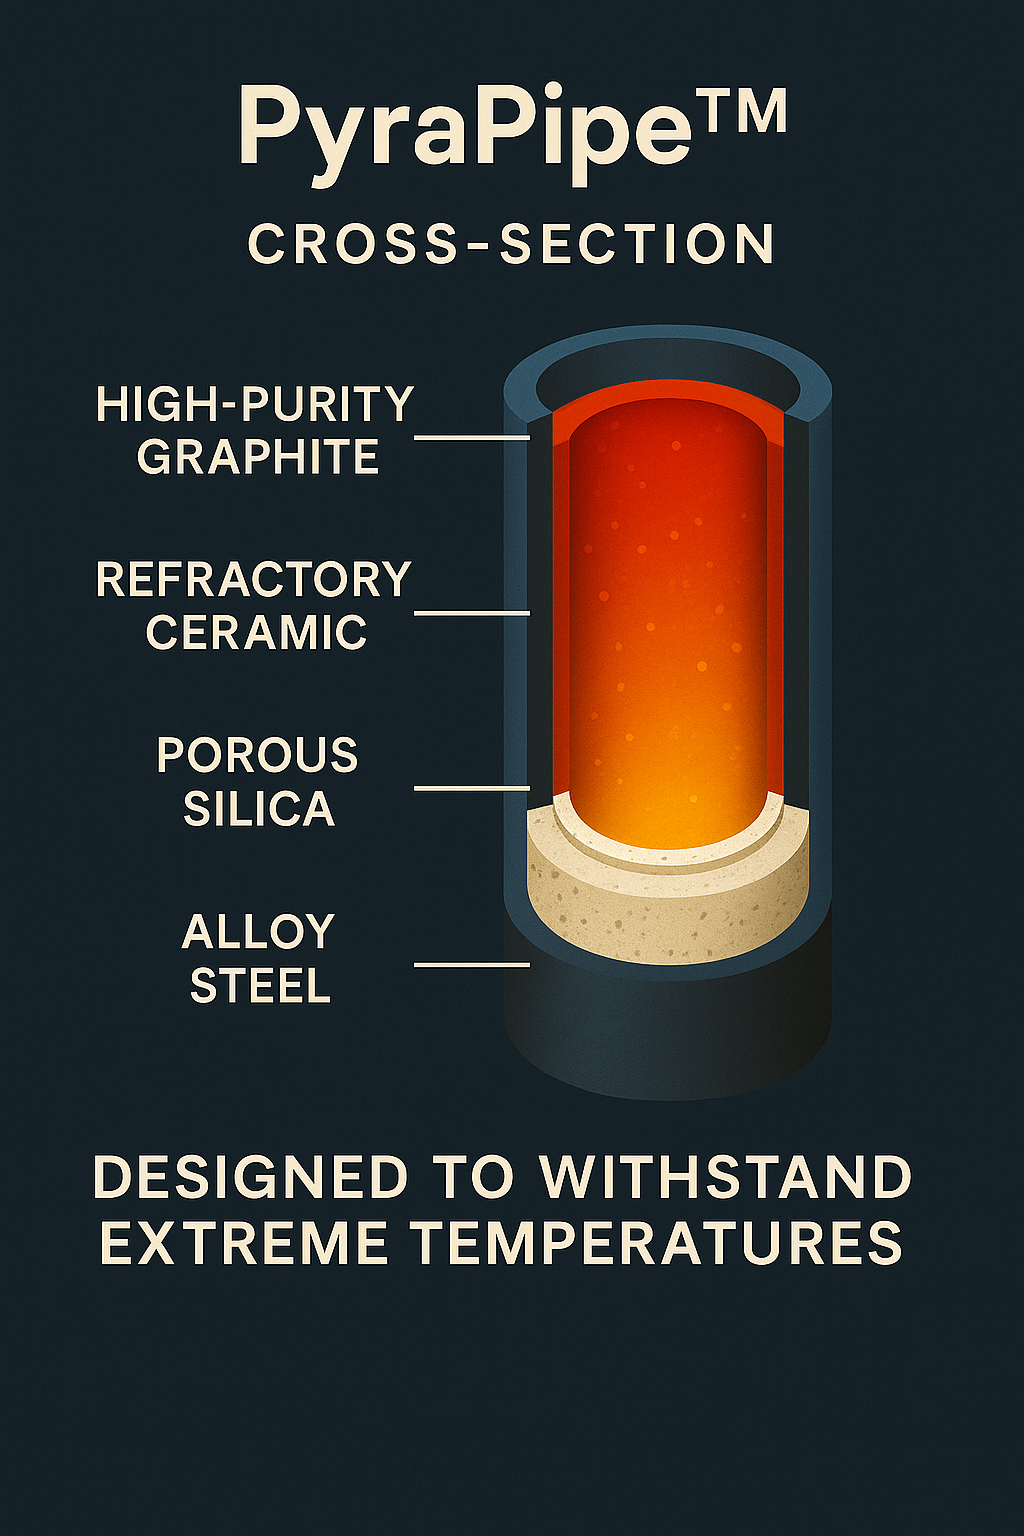 PyraPipe™
CROSS-SECTION
HIGH-PURITY
GRAPHITE
REFRACTORY
CERAMIC
POROUS
SILICA
ALLOY
STEEL
DESIGNED TO WITHSTAND
EXTREME TEMPERATURES